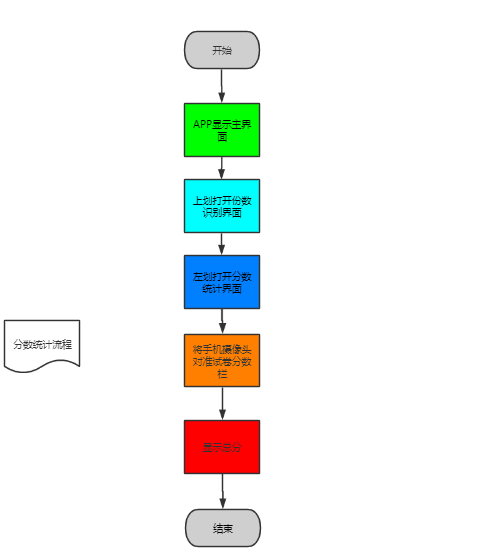 开始
APP显示主界
面
上划打开份数
识别界面
左划打开分数
统计界面
分数统计流程
将手机摄像头
对准试卷分数
栏
显示总分
结束